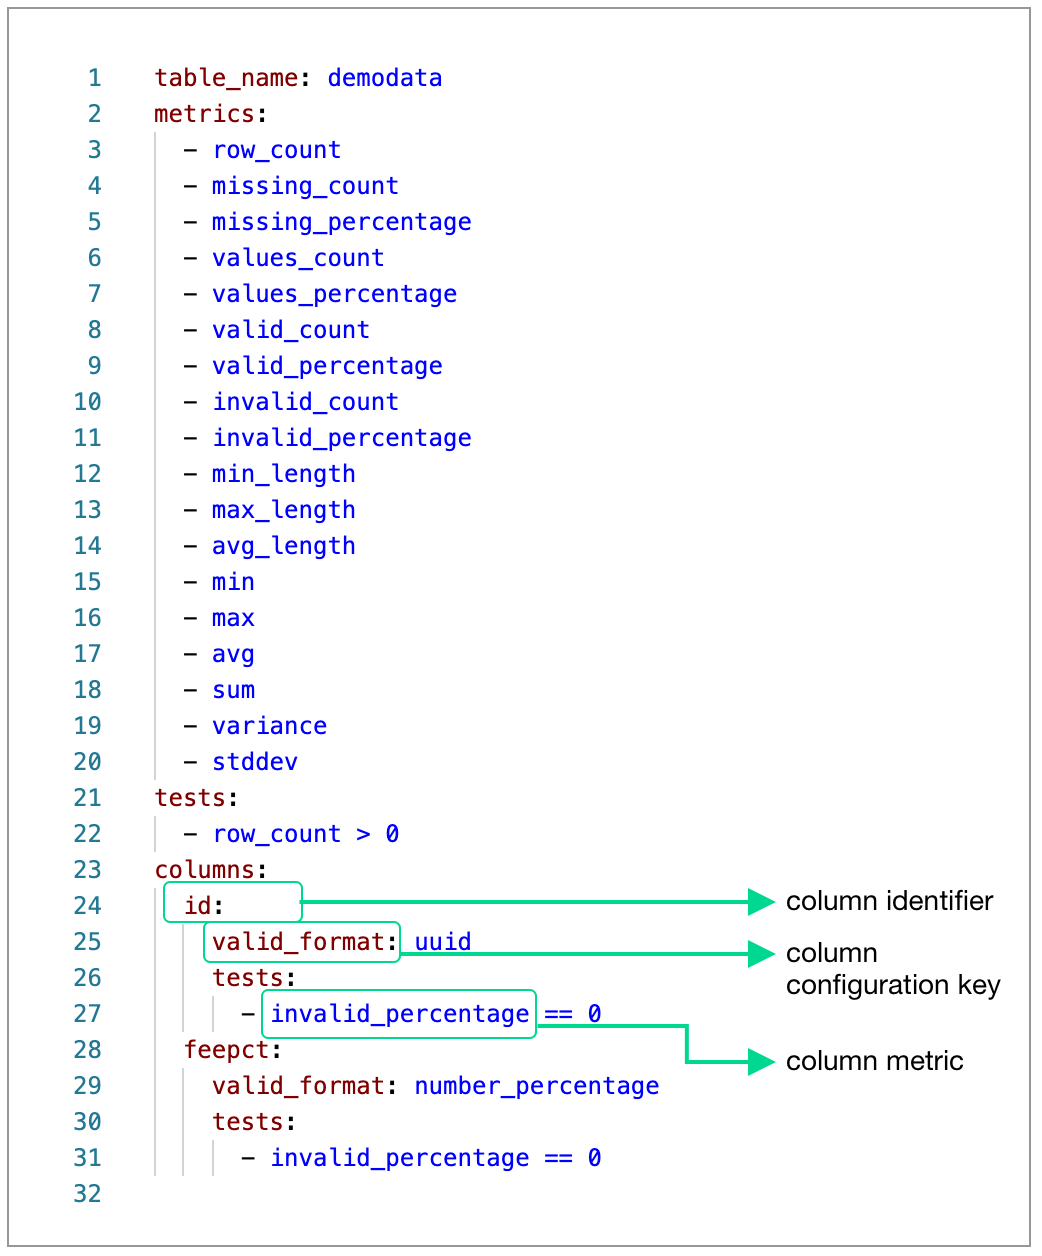 1 table_name: demodata
2 metrics:
3 - row_count
4 - missing_count
5 - missing_percentage
6 - values_count
7 - values_percentage
8 - valid_count
9 - valid_percentage
10 - invalid_count
11 - invalid_percentage
12 - min_length
13 - max_length
14 - avg_length
15 - min
16 - max
17 - avg
18 - sum
19 - variance
20 - stddev
21 tests:
22 - row_count > 0
23 columns:
24 id:
column identifier
25 valid_format: uuid
column
configuration key
26 tests:
27 - invalid_percentage == 0
column metric
28 feepct:
29 valid_format: number_percentage
30 tests:
31 - invalid_percentage == 0
32